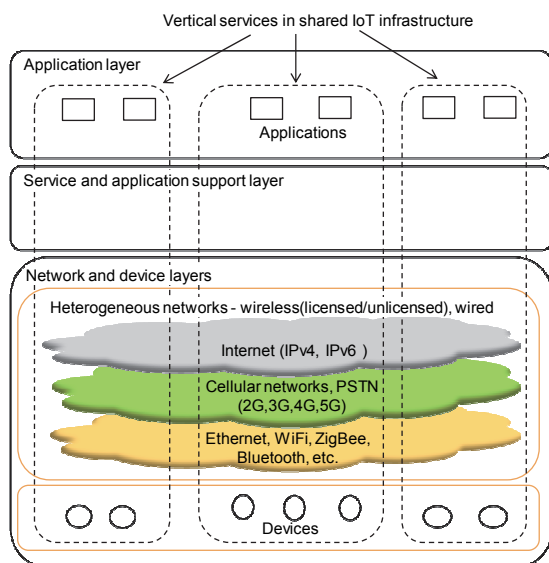 Vertical services in shared IoT infrastructure
Application layer
Applications
Service and application support layer
Network and device layers
Heterogeneous networks - wireless(licensed/unlicensed), wired
Internet (IPv4, IPv6 )
Cellular networks, PSTN
(2G,3G,4G,5G)
Ethernet, WiFi, ZigBee,
Bluetooth, etc.
Devices